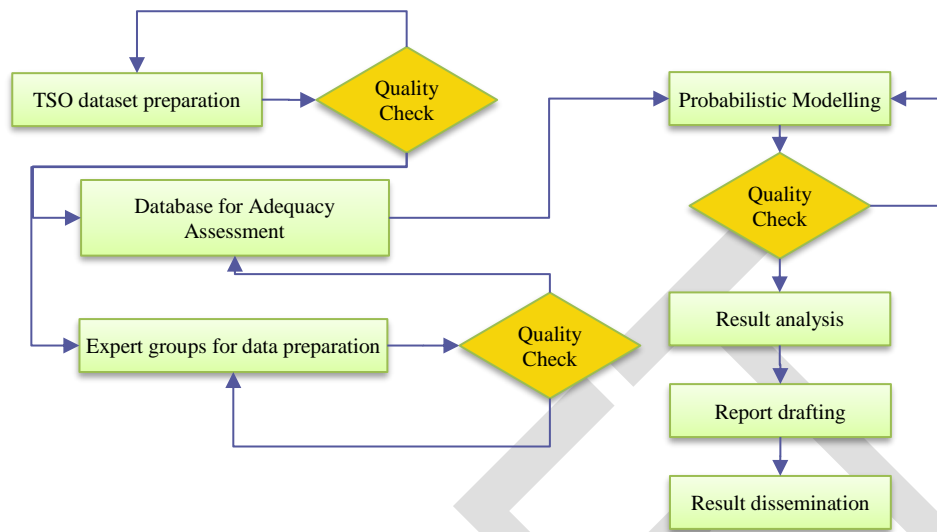 TSO dataset preparation
Quality
Check
Database for Adequacy
Assessment
Expert groups for data preparation
Quality
Check
Probabilistic Modelling
Quality
Check
Result analysis
Report drafting
Result dissemination